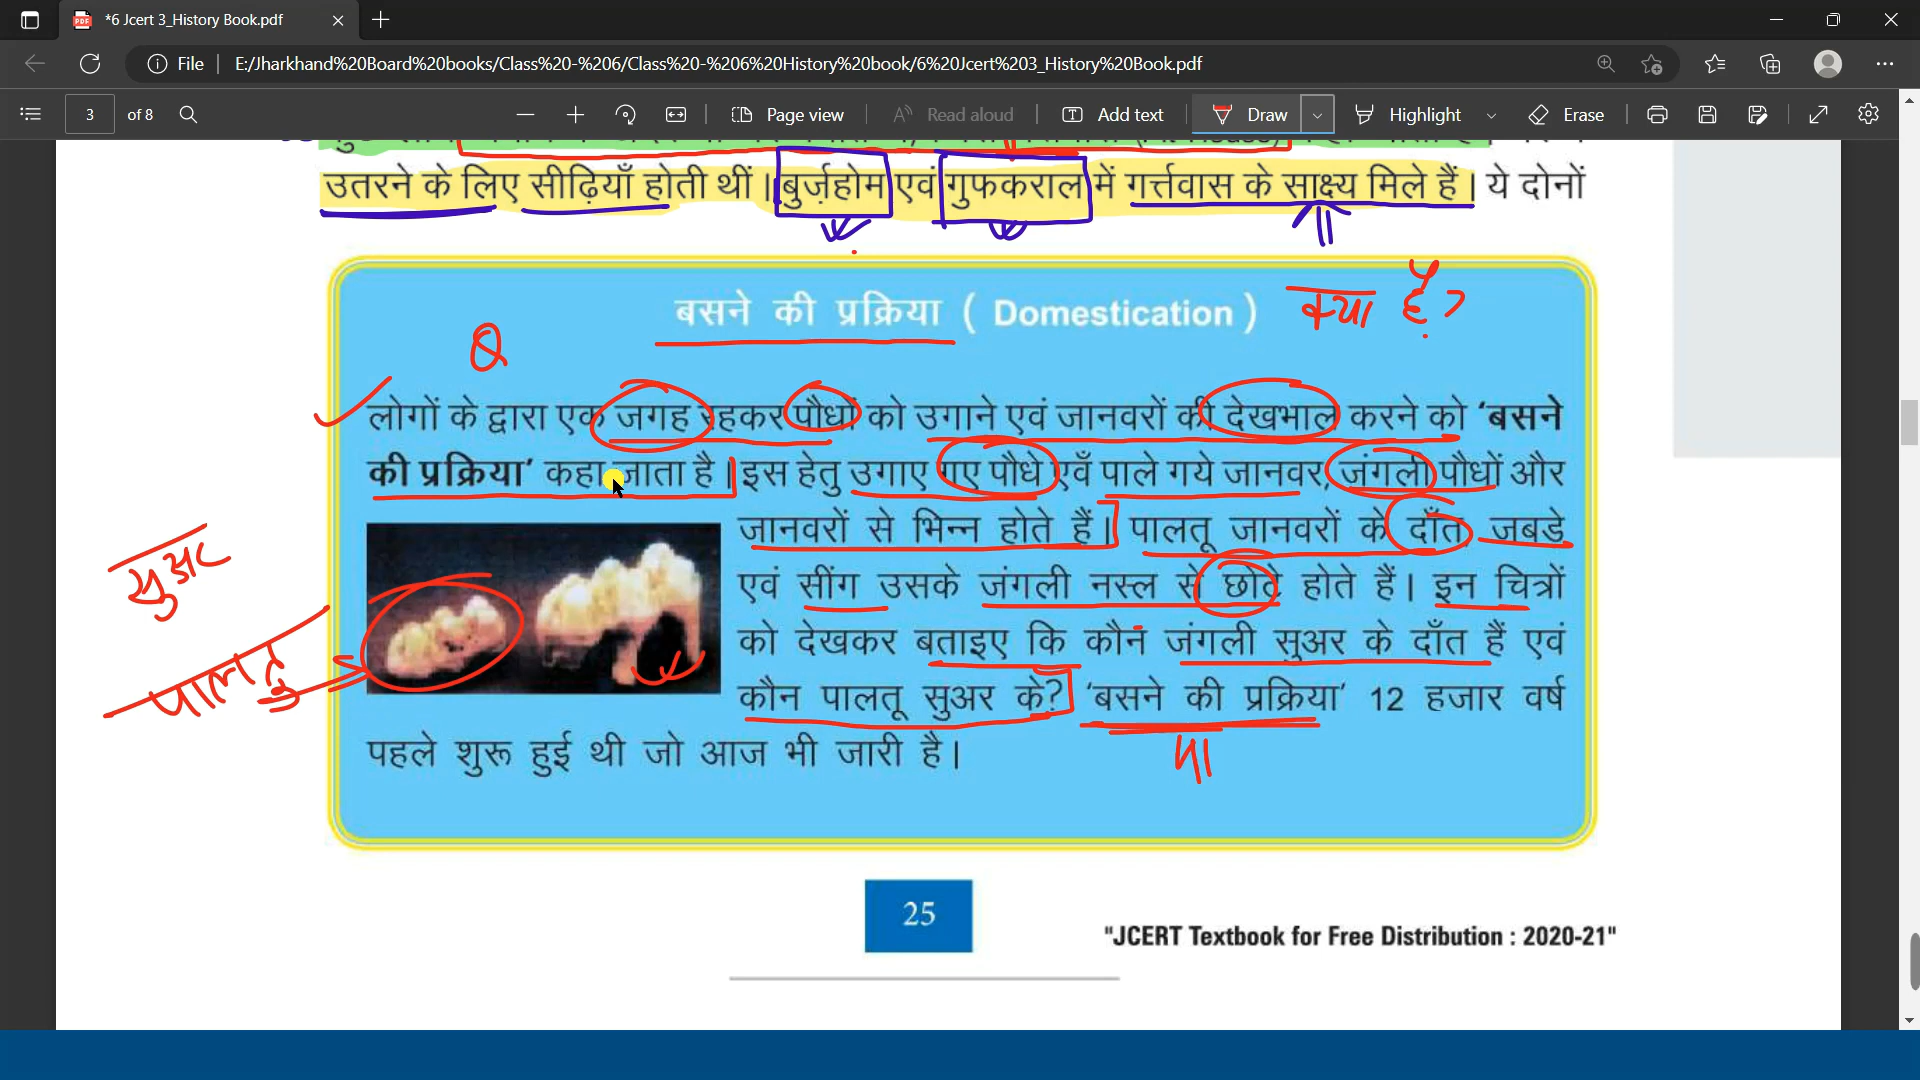 *6 Jcert 3_History Book.pdf
File | E:/Jharkhand%20Board%20books/Class%20-%206/Class%20-%206%20History%20book/6%20Jcert%203_History%20Book.pdf
3 of 8 Page view Read aloud Add text Draw Highlight Erase
उतरने के लिए सीढ़ियाँ होती थीं। बुर्ज़होम एवं गुफकराल में गर्त्तवास के साक्ष्य मिले हैं। ये दोनों
बसने की प्रक्रिया ( Domestication ) क्या है?
Q
लोगों के द्वारा एक जगह रहकर पौधों को उगाने एवं जानवरों की देखभाल करने को ‘बसने
की प्रक्रिया’ कहा जाता है। इस हेतु उगाए गए पौधे एवँ पाले गये जानवर, जंगली पौधों और
जानवरों से भिन्न होते हैं। पालतू जानवरों के दाँत, जबडे
एवं सींग उसके जंगली नस्ल से छोटे होते हैं। इन चित्रों
को देखकर बताइए कि कौन जंगली सुअर के दाँत हैं एवं
कौन पालतू सुअर के? ‘बसने की प्रक्रिया’ 12 हजार वर्ष
पहले शुरू हुई थी जो आज भी जारी है।
सुअर
पालतू
25
"JCERT Textbook for Free Distribution : 2020-21"